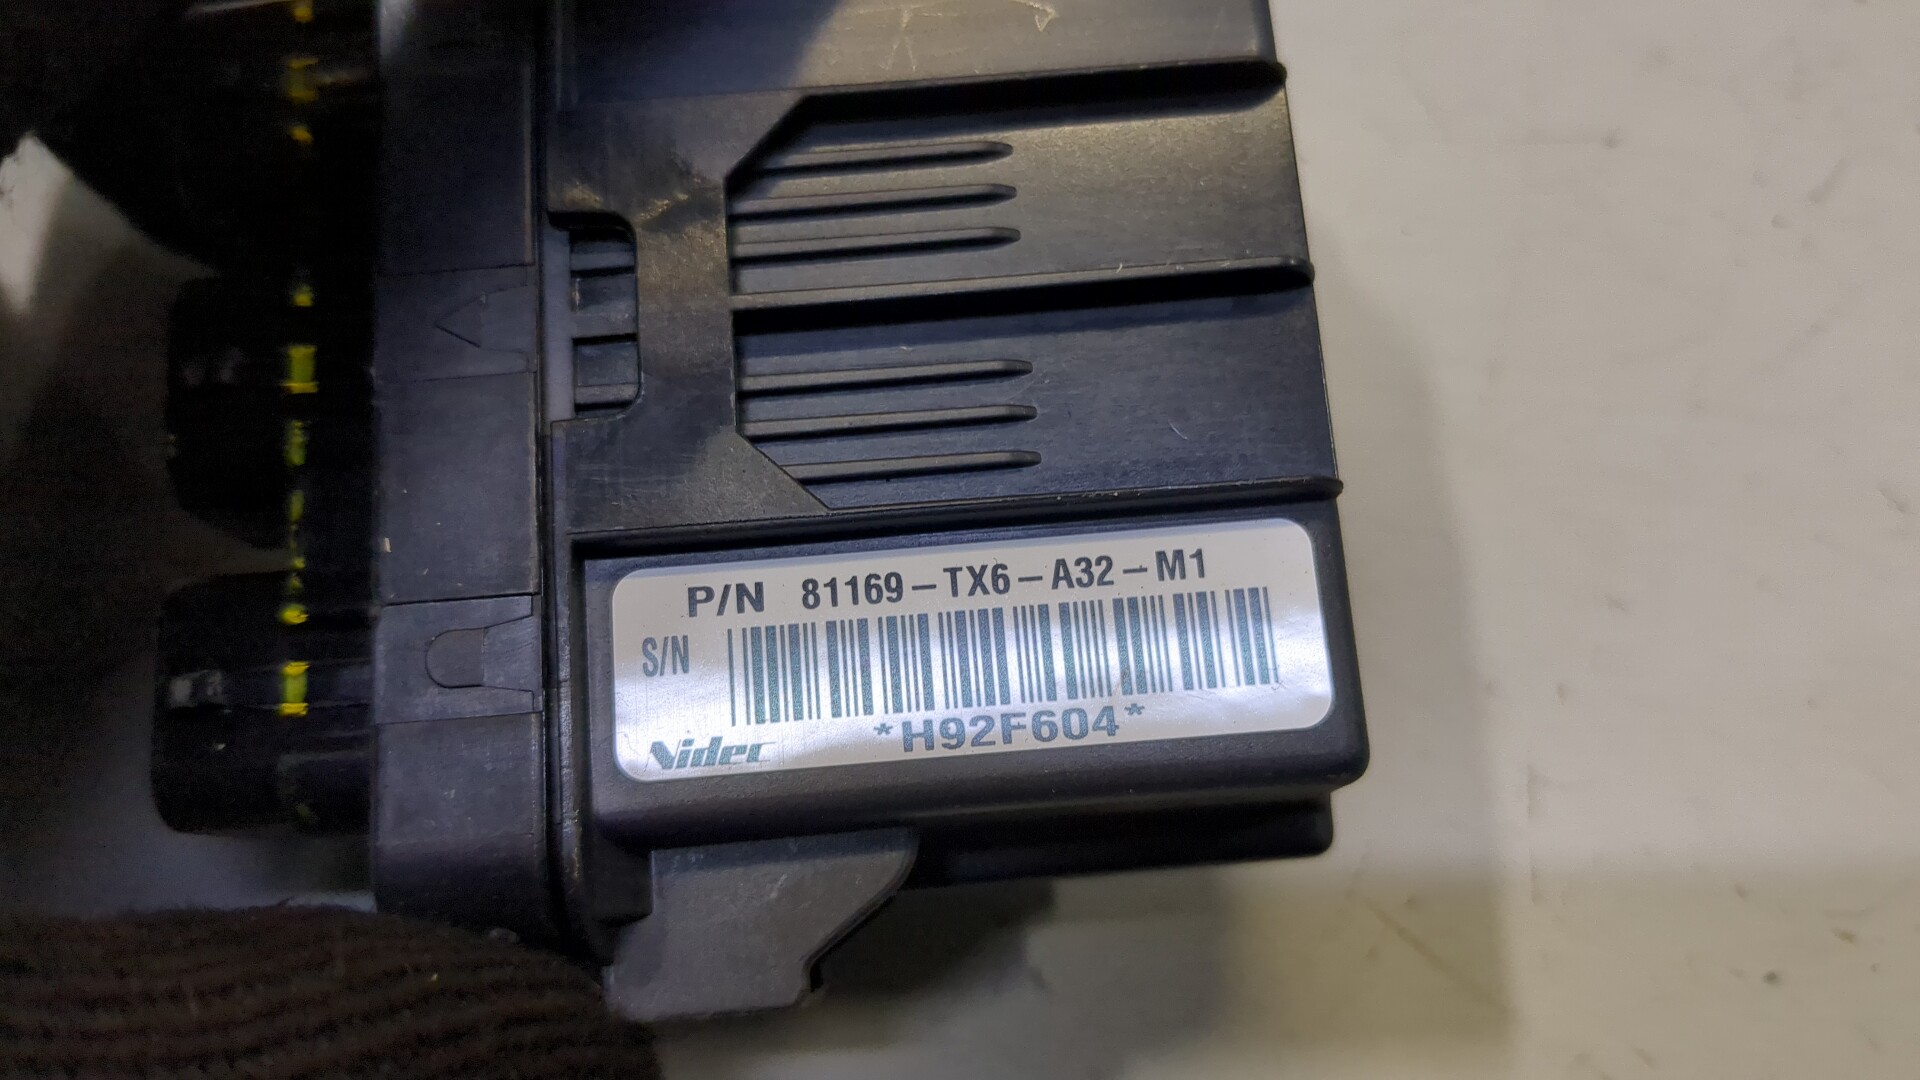 P/N 81169-TX6-A32-M1
S/N
*H92F604*
Nidec